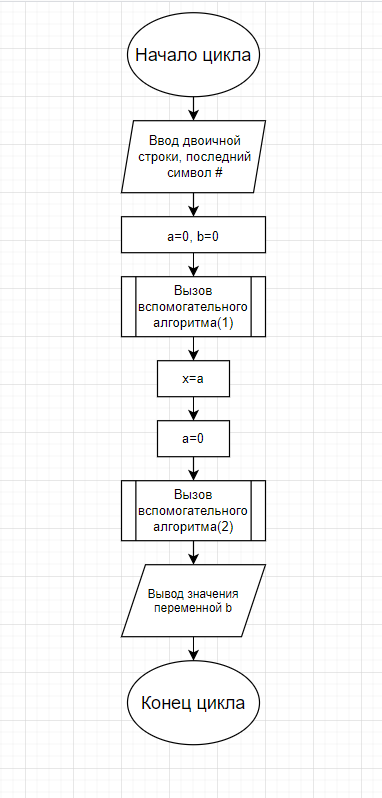 Начало цикла
Ввод двоичной
строки, последний
символ #
a=0, b=0
Вызов
вспомогательного
алгоритма(1)
x=a
a=0
Вызов
вспомогательного
алгоритма(2)
Вывод значения
переменной b
Конец цикла